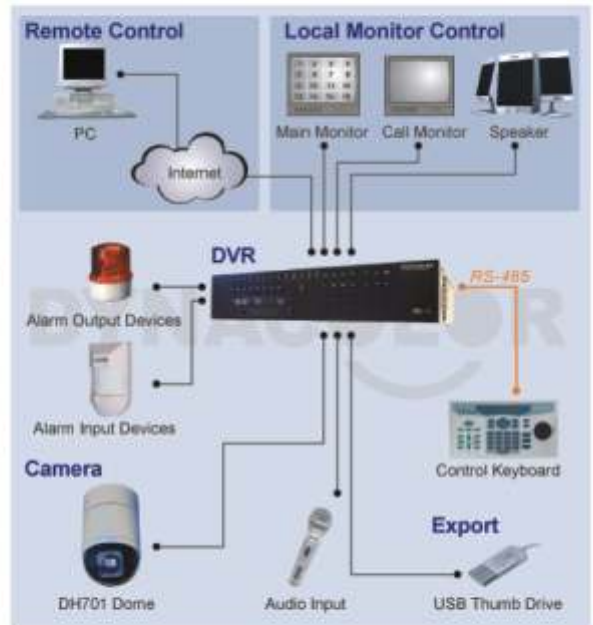 Remote Control
Local Monitor Control
PC
Main Monitor
Call Monitor
Speaker
Internet
DVR
RS-485
DYNACOLOR
Alarm Output Devices
Alarm Input Devices
Control Keyboard
Camera
Export
DH701 Dome
Audio Input
USB Thumb Drive